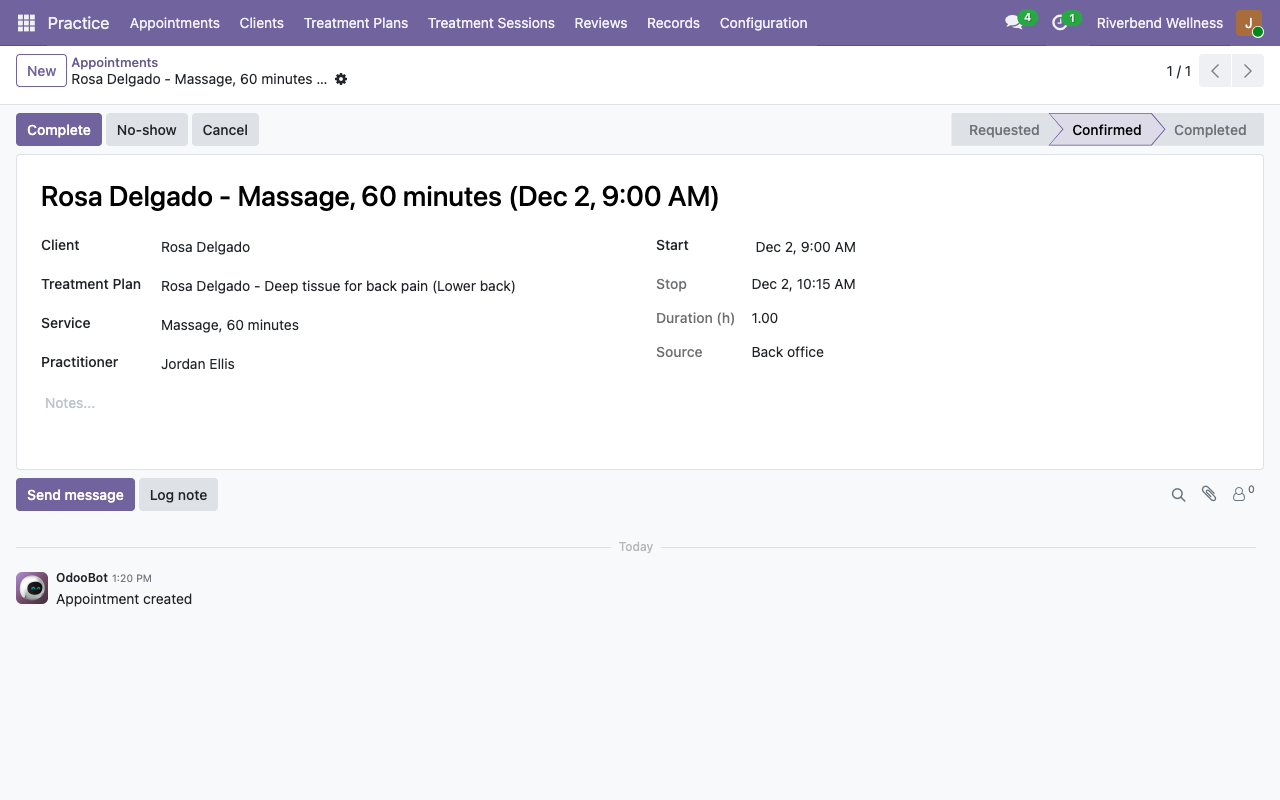 Practice Appointments Clients Treatment Plans Treatment Sessions Reviews Records Configuration 4 1 Riverbend Wellness J
New Appointments 1 / 1
Rosa Delgado - Massage, 60 minutes ...
Complete No-show Cancel Requested Confirmed Completed
Rosa Delgado - Massage, 60 minutes (Dec 2, 9:00 AM)
Client Rosa Delgado Start Dec 2, 9:00 AM
Treatment Plan Rosa Delgado - Deep tissue for back pain (Lower back) Stop Dec 2, 10:15 AM
Service Massage, 60 minutes Duration (h) 1.00
Practitioner Jordan Ellis Source Back office
Notes...
Send message Log note 0
Today
OdooBot 1:20 PM
Appointment created